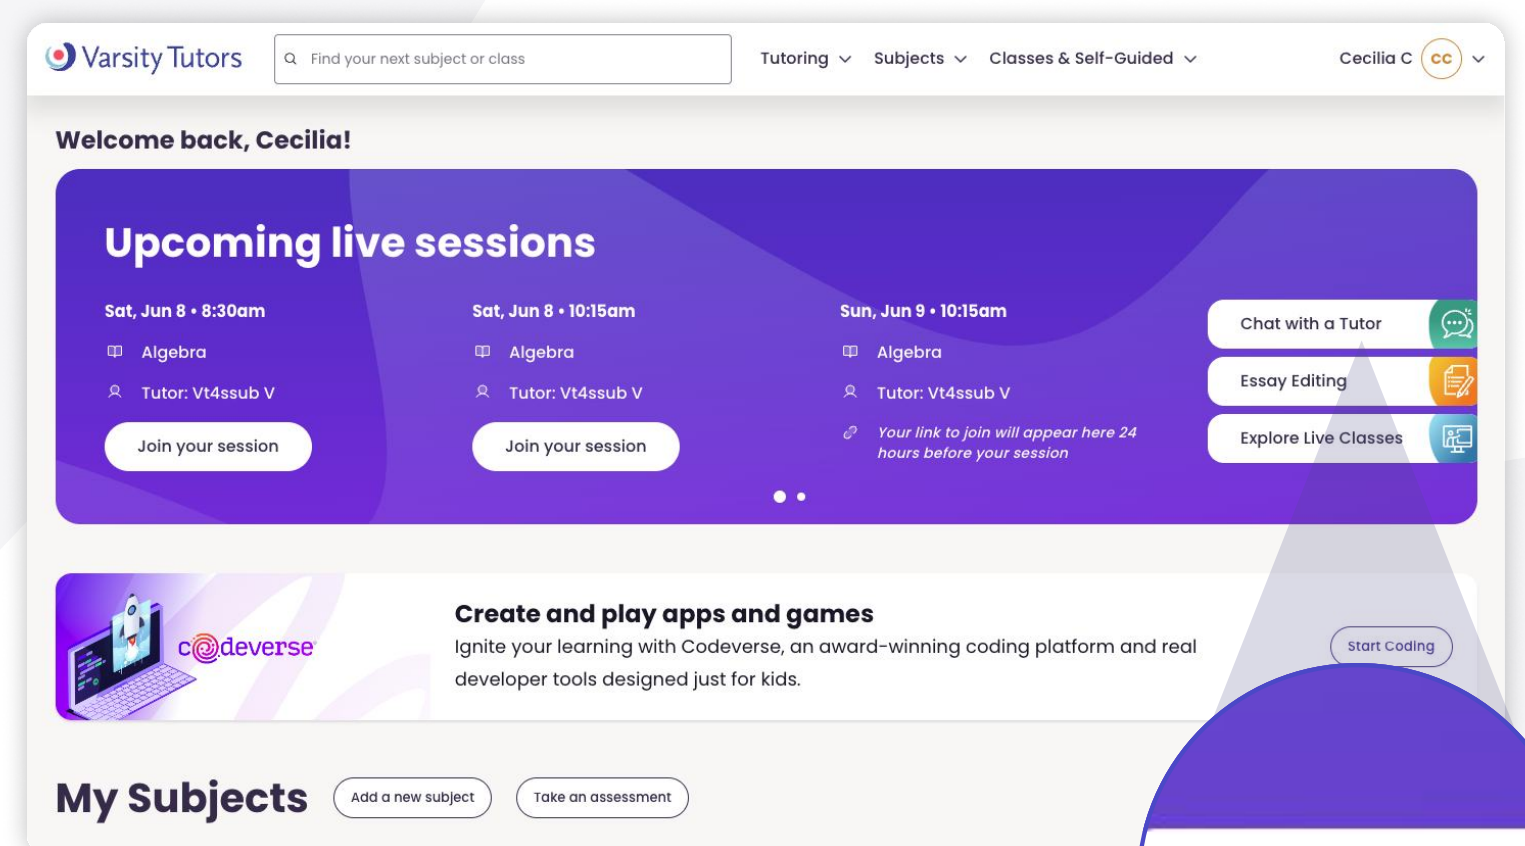 Varsity Tutors
Find your next subject or class
Tutoring
Subjects
Classes & Self-Guided
Cecilia C
CC
Welcome back, Cecilia!
Upcoming live sessions
Sat, Jun 8 • 8:30am
Algebra
Tutor: Vt4ssub V
Join your session
Sat, Jun 8 • 10:15am
Algebra
Tutor: Vt4ssub V
Join your session
Sun, Jun 9 • 10:15am
Algebra
Tutor: Vt4ssub V
Your link to join will appear here 24
hours before your session
Chat with a Tutor
Essay Editing
Explore Live Classes
codeverse
Create and play apps and games
Ignite your learning with Codeverse, an award-winning coding platform and real
developer tools designed just for kids.
Start Coding
My Subjects
Add a new subject
Take an assessment